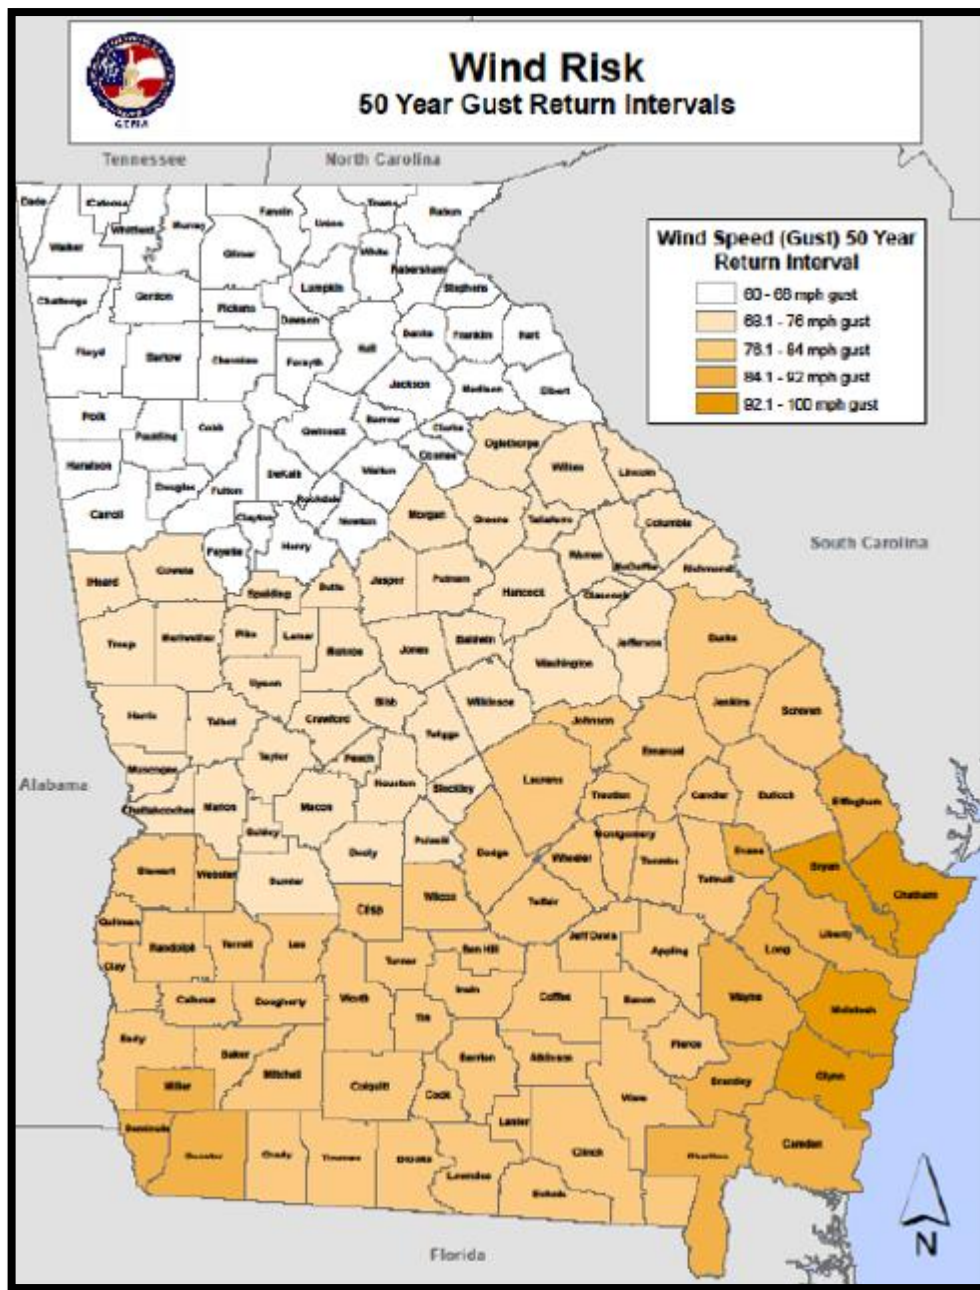 GEMA
Wind Risk
50 Year Gust Return Intervals
Tennessee
North Carolina
Wind Speed (Gust) 50 Year
Return Interval
60 - 68 mph gust
68.1 - 76 mph gust
76.1 - 84 mph gust
84.1 - 92 mph gust
92.1 - 100 mph gust
Dade
Catoosa
Whitfield
Murray
Fannin
Union
Towns
Rabun
Walker
Gilmer
White
Habersham
Lumpkin
Stephens
Chattooga
Gordon
Pickens
Dawson
Floyd
Bartow
Cherokee
Forsyth
Hall
Banks
Franklin
Hart
Jackson
Madison
Elbert
Polk
Paulding
Cobb
Gwinnett
Barrow
Clarke
Oconee
Oglethorpe
Wilkes
Lincoln
Haralson
Douglas
Fulton
DeKalb
Walton
Rockdale
Carroll
Clayton
Newton
Morgan
Greene
Taliaferro
Columbia
Fayette
Henry
Warren
McDuffie
South Carolina
Heard
Coweta
Spalding
Butts
Jasper
Putnam
Hancock
Glascock
Richmond
Troup
Meriwether
Pike
Lamar
Monroe
Jones
Baldwin
Washington
Jefferson
Burke
Upson
Bibb
Wilkinson
Jenkins
Screven
Harris
Talbot
Crawford
Twiggs
Johnson
Emanuel
Muscogee
Taylor
Peach
Houston
Bleckley
Laurens
Treutlen
Candler
Bulloch
Effingham
Alabama
Chattahoochee
Marion
Macon
Schley
Dooly
Pulaski
Dodge
Wheeler
Montgomery
Toombs
Evans
Bryan
Chatham
Stewart
Webster
Sumter
Crisp
Wilcox
Telfair
Tattnall
Quitman
Randolph
Terrell
Lee
Ben Hill
Jeff Davis
Appling
Long
Liberty
Clay
Turner
Calhoun
Dougherty
Worth
Tift
Irwin
Coffee
Bacon
Wayne
McIntosh
Early
Baker
Mitchell
Berrien
Atkinson
Pierce
Miller
Colquitt
Cook
Ware
Brantley
Glynn
Seminole
Decatur
Grady
Thomas
Brooks
Lanier
Lowndes
Clinch
Echols
Charlton
Camden
Florida
N